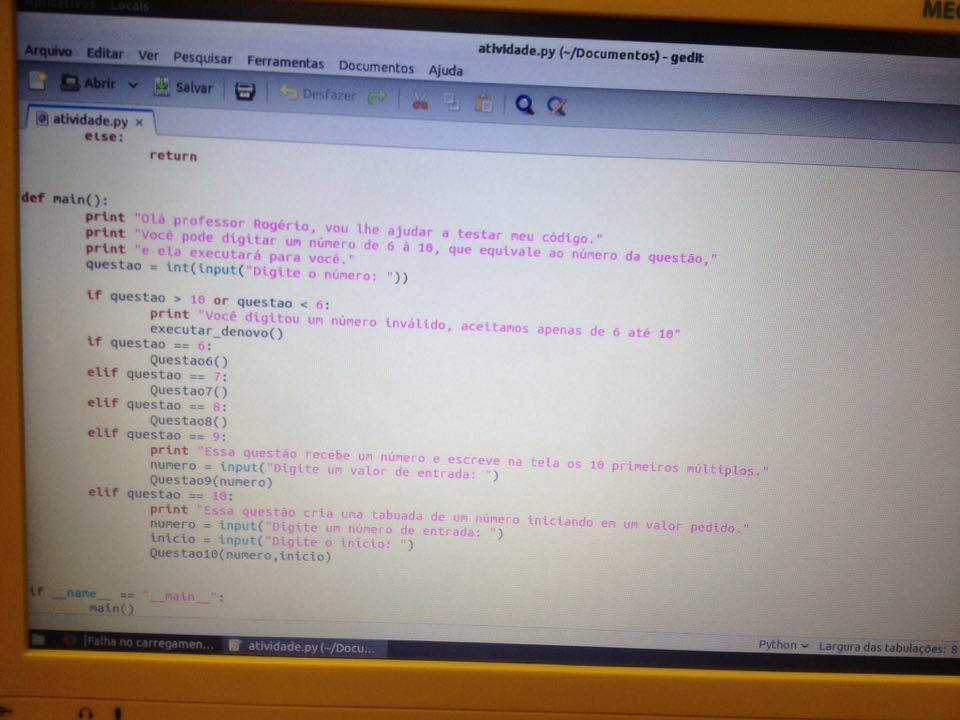 Aplicativos Locais
atividade.py (~/Documentos) - gedit
Arquivo Editar Ver Pesquisar Ferramentas Documentos Ajuda
Abrir Salvar Desfazer
atividade.py ×
else:
return
def main():
print "Olá professor Rogério, vou lhe ajudar a testar meu código."
print "Você pode digitar um número de 6 à 10, que equivale ao número da questão,"
print "e ela executará para você."
questao = int(input("Digite o número: "))
if questao > 10 or questao < 6:
print "Você digitou um número inválido, aceitamos apenas de 6 até 10"
executar_denovo()
if questao == 6:
Questao6()
elif questao == 7:
Questao7()
elif questao == 8:
Questao8()
elif questao == 9:
print "Essa questão recebe um número e escreve na tela os 10 primeiros múltiplos."
numero = input("Digite um valor de entrada: ")
Questao9(numero)
elif questao == 10:
print "Essa questão cria uma tabuada de um número iniciando em um valor pedido."
numero = input("Digite um número de entrada: ")
inicio = input("Digite o inicio: ")
Questao10(numero,inicio)
if __name__ == "__main__":
main()
Python Largura das tabulações: 8
[Falha no carregamen... atividade.py (~/Docu...